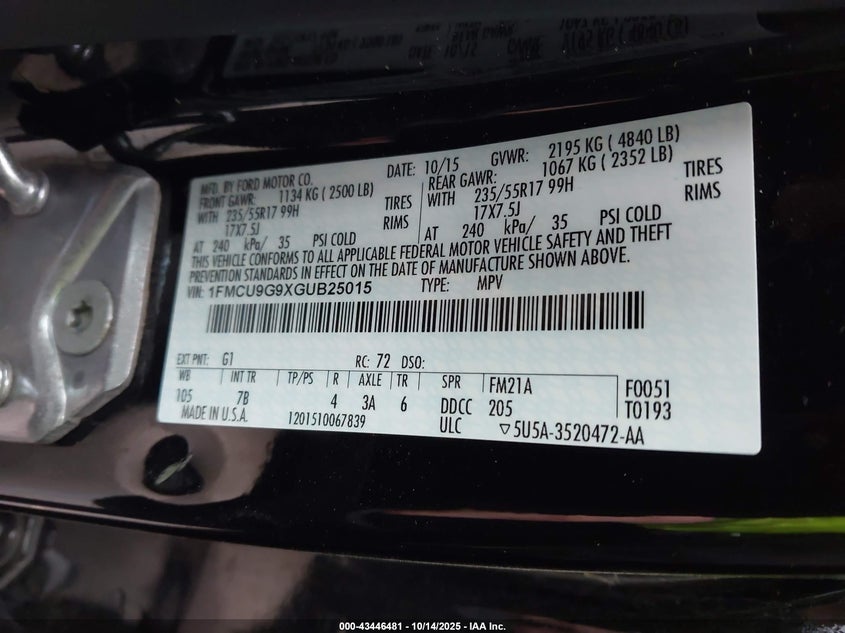 MFD. BY FORD MOTOR CO.
DATE: 10/15 GVWR: 2195 KG ( 4840 LB)
FRONT GAWR: 1134 KG ( 2500 LB)
REAR GAWR: 1067 KG ( 2352 LB)
WITH 235/55R17 99H TIRES
WITH 235/55R17 99H TIRES
17X7.5J RIMS
17X7.5J RIMS
AT 240 kPa/ 35 PSI COLD
AT 240 kPa/ 35 PSI COLD
THIS VEHICLE CONFORMS TO ALL APPLICABLE FEDERAL MOTOR VEHICLE SAFETY AND THEFT
PREVENTION STANDARDS IN EFFECT ON THE DATE OF MANUFACTURE SHOWN ABOVE.
VIN: 1FMCU9G9XGUB25015 TYPE: MPV
EXT PNT: G1 RC: 72 DSO:
WB INT TR TP/PS R AXLE TR SPR FM21A F0051
105 7B 4 3A 6 DDCC 205 T0193
MADE IN U.S.A. 1201510067839 ULC ▽5U5A-3520472-AA
000-43446481 - 10/14/2025 - IAA Inc.